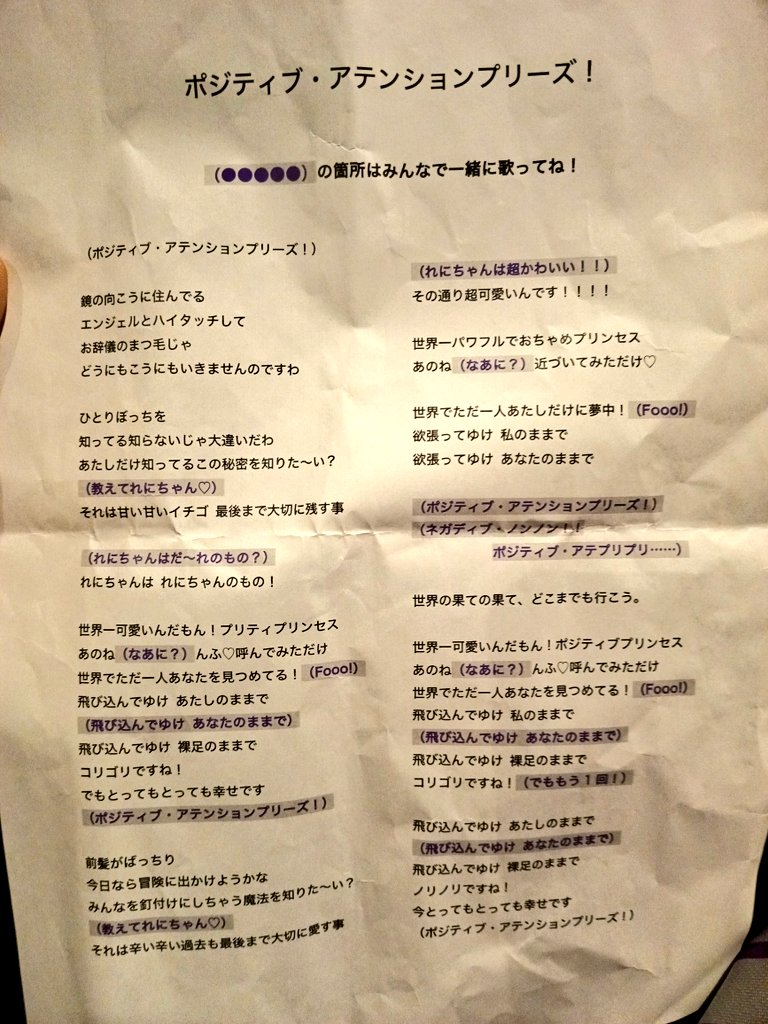 ポジティブ・アテンションプリーズ！
（●●●●●）の箇所はみんなで一緒に歌ってね！
（ポジティブ・アテンションプリーズ！）
鏡の向こうに住んでる
エンジェルとハイタッチして
お辞儀のまつ毛じゃ
どうにもこうにもいきませんのですわ
ひとりぼっちを
知ってる知らないじゃ大違いだわ
あたしだけ知ってるこの秘密を知りた〜い？
（教えてれにちゃん♡）
それは甘い甘いイチゴ 最後まで大切に残す事
（れにちゃんはだ〜れのもの？）
れにちゃんは れにちゃんのもの！
世界一可愛いんだもん！プリティプリンセス
あのね（なあに？）んふ♡呼んでみただけ
世界でただ一人あなたを見つめてる！（Fooo!）
飛び込んでゆけ あたしのままで
（飛び込んでゆけ あなたのままで）
飛び込んでゆけ 裸足のままで
コリゴリですね！
でもとってもとっても幸せです
（ポジティブ・アテンションプリーズ！）
前髪がばっちり
今日なら冒険に出かけようかな
みんなを釘付けにしちゃう魔法を知りた〜い？
（教えてれにちゃん♡）
それは辛い辛い過去も最後まで大切に愛す事
（れにちゃんは超かわいい！！）
その通り超可愛いんです！！！！
世界一パワフルでおちゃめプリンセス
あのね（なあに？）近づいてみただけ♡
世界でただ一人あたしだけに夢中！（Fooo!）
欲張ってゆけ 私のままで
欲張ってゆけ あなたのままで
（ポジティブ・アテンションプリーズ！）
（ネガディブ・ノンノン！！
ポジティブ・アテプリプリ……）
世界の果ての果て、どこまでも行こう。
世界一可愛いんだもん！ポジティブプリンセス
あのね（なあに？）んふ♡呼んでみただけ
世界でただ一人あなたを見つめてる！（Fooo!）
飛び込んでゆけ 私のままで
（飛び込んでゆけ あなたのままで）
飛び込んでゆけ 裸足のままで
コリゴリですね！（でももう１回！）
飛び込んでゆけ あたしのままで
（飛び込んでゆけ あなたのままで）
飛び込んでゆけ 裸足のままで
ノリノリですね！
今とってもとっても幸せです
（ポジティブ・アテンションプリーズ！）